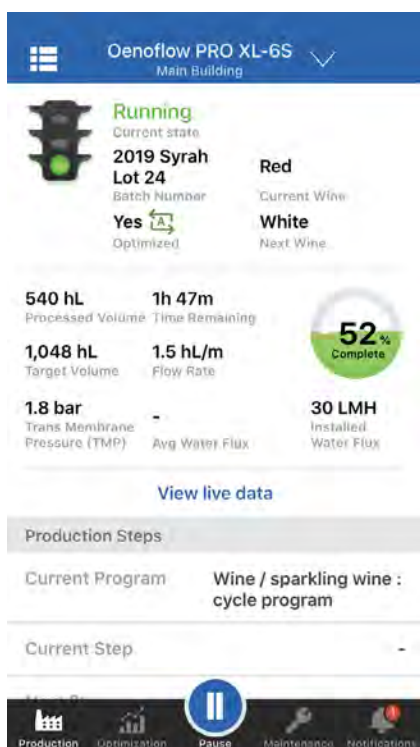 Oenoflow PRO XL-6S
Main Building
Running
Current state
2019 Syrah
Lot 24
Batch Number
Red
Current Wine
Yes A
Optimized
White
Next Wine
540 hL
Processed Volume
1h 47m
Time Remaining
52%
Complete
1,048 hL
Target Volume
1.5 hL/m
Flow Rate
1.8 bar
Trans Membrane
Pressure (TMP)
-
Avg Water Flux
30 LMH
Installed
Water Flux
View live data
Production Steps
Current Program
Wine / sparkling wine :
cycle program
Current Step
-
Production
Optimization
Pause
Maintenance
Notification